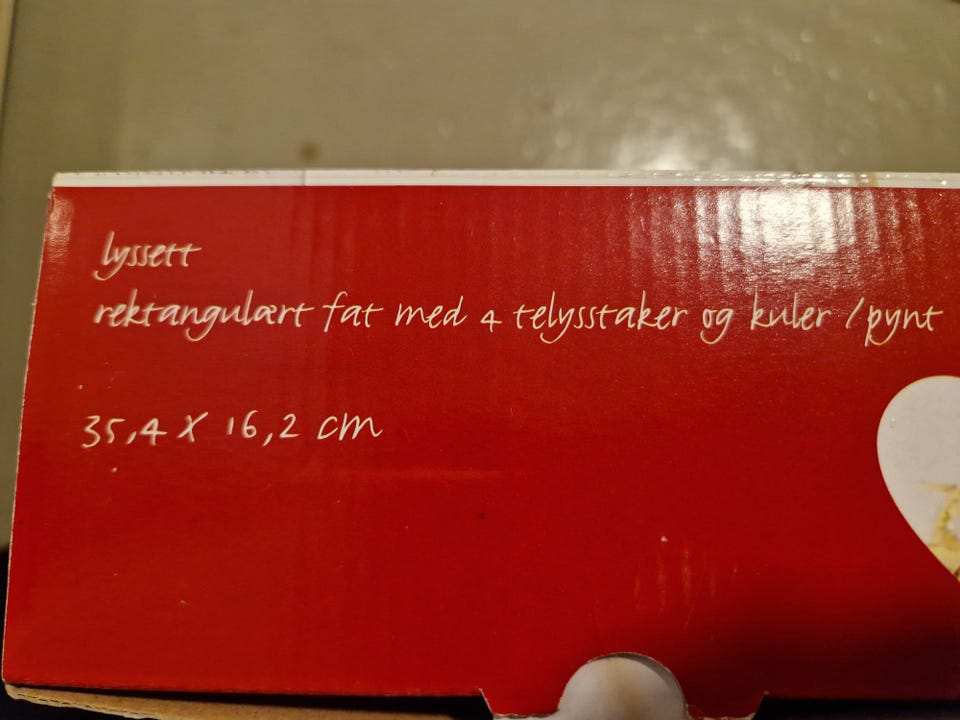 lyssett
rektangulært fat med 4 telysstaker og kuler / pynt
35,4 X 16,2 cm